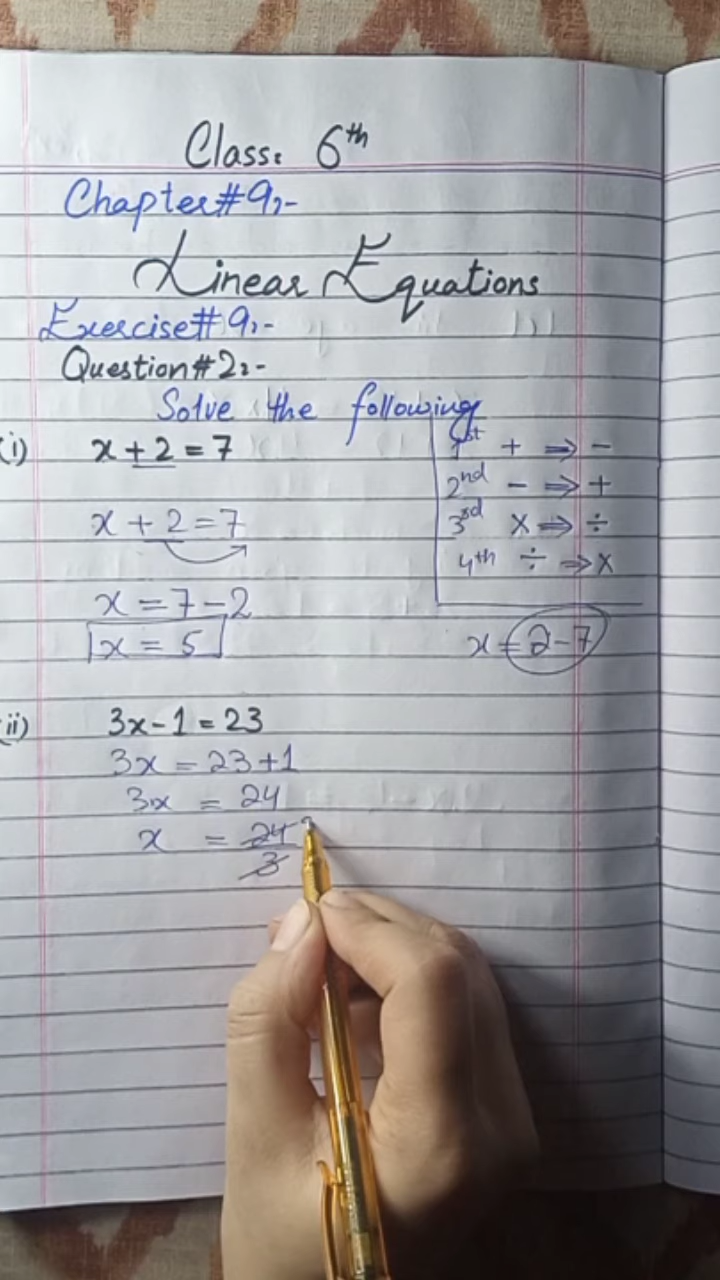 Class: 6th
Chapter#9:-
Linear Equations
Exercise#9:-
Question#2:-
Solve the following
(i) x + 2 = 7
1st + ⇒ -
2nd - ⇒ +
3rd × ⇒ ÷
4th ÷ ⇒ ×
x + 2 = 7
x = 7 - 2
x = 5
x = 2 - 7
(ii) 3x - 1 = 23
3x = 23 + 1
3x = 24
x = 24/3